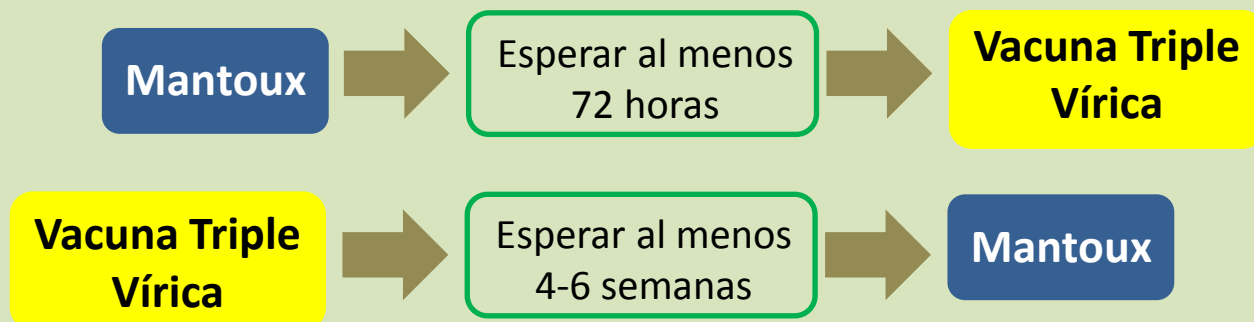 Mantoux
Esperar al menos
72 horas
Vacuna Triple
Vírica
Vacuna Triple
Vírica
Esperar al menos
4-6 semanas
Mantoux